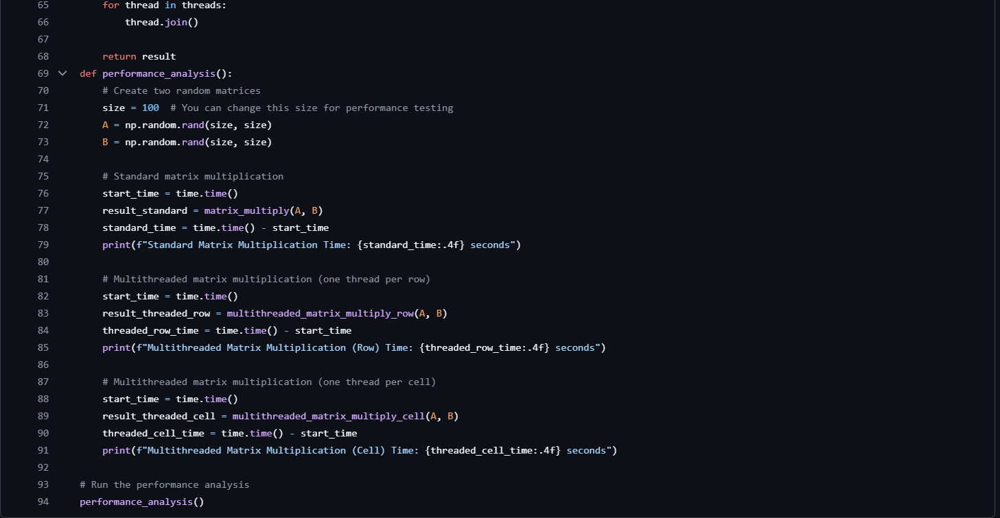 65 for thread in threads:
66 thread.join()
67
68 return result
69 def performance_analysis():
70 # Create two random matrices
71 size = 100  # You can change this size for performance testing
72 A = np.random.rand(size, size)
73 B = np.random.rand(size, size)
74
75 # Standard matrix multiplication
76 start_time = time.time()
77 result_standard = matrix_multiply(A, B)
78 standard_time = time.time() - start_time
79 print(f"Standard Matrix Multiplication Time: {standard_time:.4f} seconds")
80
81 # Multithreaded matrix multiplication (one thread per row)
82 start_time = time.time()
83 result_threaded_row = multithreaded_matrix_multiply_row(A, B)
84 threaded_row_time = time.time() - start_time
85 print(f"Multithreaded Matrix Multiplication (Row) Time: {threaded_row_time:.4f} seconds")
86
87 # Multithreaded matrix multiplication (one thread per cell)
88 start_time = time.time()
89 result_threaded_cell = multithreaded_matrix_multiply_cell(A, B)
90 threaded_cell_time = time.time() - start_time
91 print(f"Multithreaded Matrix Multiplication (Cell) Time: {threaded_cell_time:.4f} seconds")
92
93 # Run the performance analysis
94 performance_analysis()